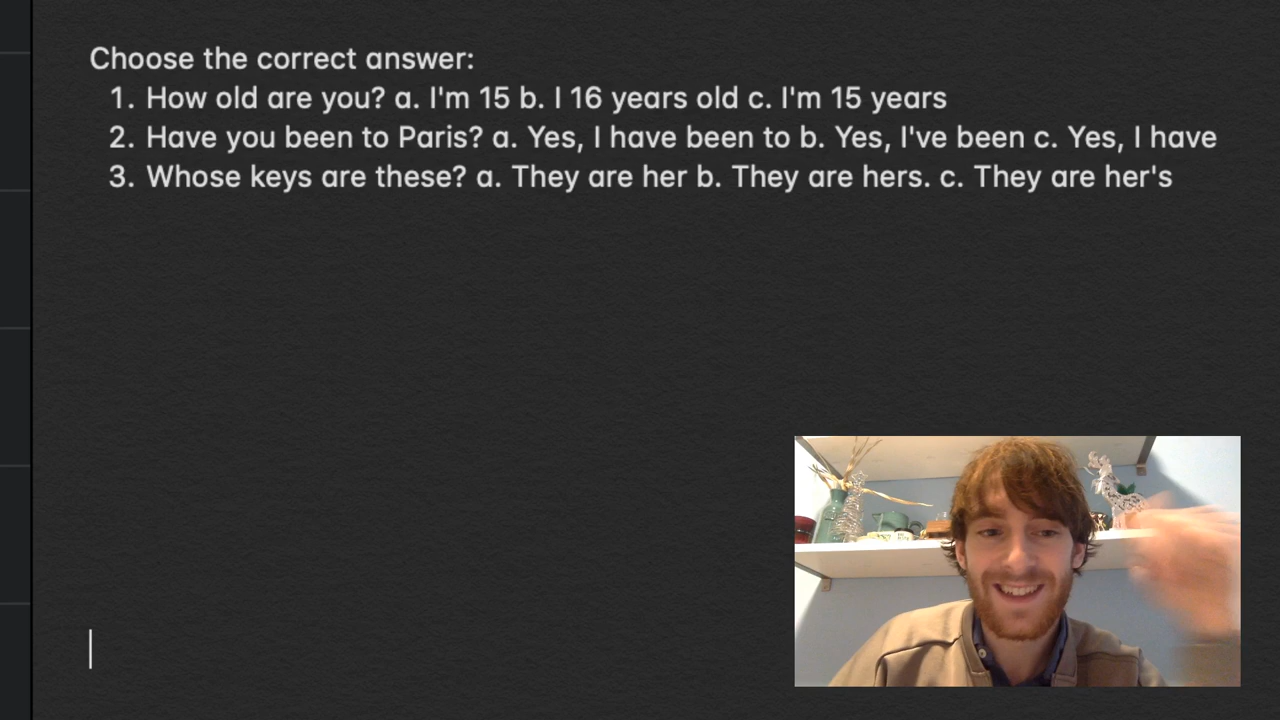 Choose the correct answer:
1. How old are you? a. I'm 15 b. I 16 years old c. I'm 15 years
2. Have you been to Paris? a. Yes, I have been to b. Yes, I've been c. Yes, I have
3. Whose keys are these? a. They are her b. They are hers. c. They are her's